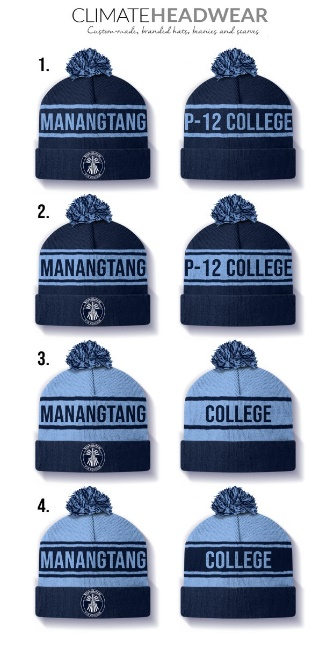 CLIMATEHEADWEAR
Custom-made, branded hats, beanies and scarves
1.
MANANGTANG P-12 COLLEGE
2.
MANANGTANG P-12 COLLEGE
3.
MANANGTANG COLLEGE
4.
MANANGTANG COLLEGE